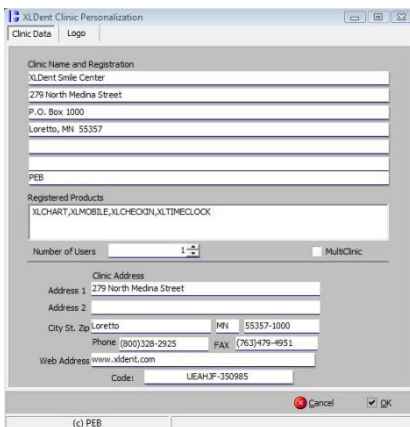 XLDent Clinic Personalization
Clinic Data Logo
Clinic Name and Registration
XLDent Smile Center
279 North Medina Street
P.O. Box 1000
Loretto, MN 55357
PEB
Registered Products
XLCHART,XLMOBILE,XLCHECKIN,XLTIMECLOCK
Number of Users 1 MultiClinic
Clinic Address
Address 1 279 North Medina Street
Address 2
City St. Zip Loretto MN 55357-1000
Phone (800)328-2925 FAX (763)479-4951
Web Address www.xldent.com
Code: UEAHJF-350985
Cancel OK
(c) PEB